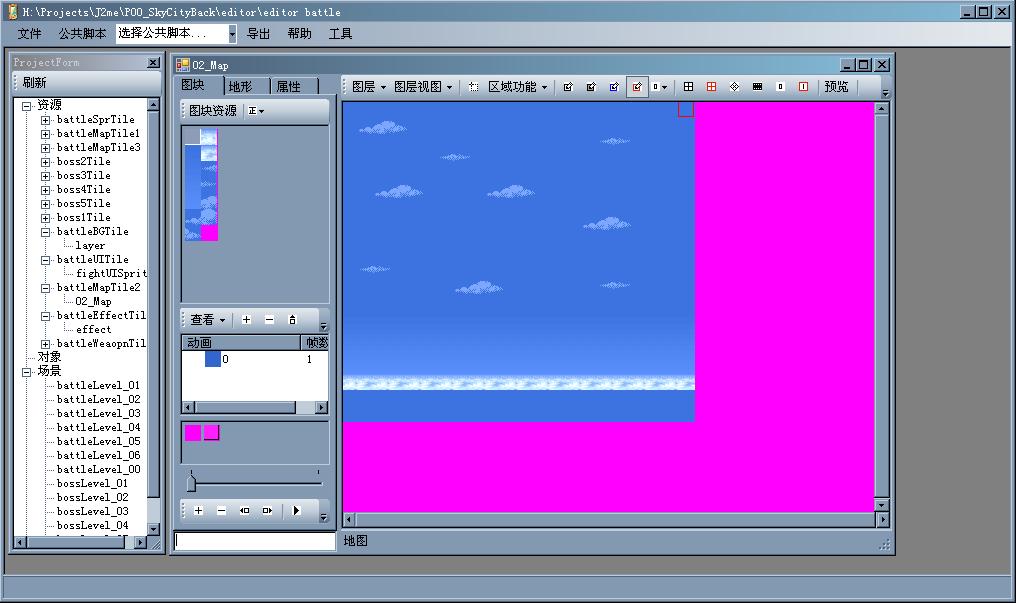 H:\Projects\J2me\P00_SkyCityBack\editor\editor battle
文件 公共脚本 选择公共脚本... 导出 帮助 工具
ProjectForm
刷新
资源
battleSprTile
battleMapTile1
battleMapTile3
boss2Tile
boss3Tile
boss4Tile
boss5Tile
boss1Tile
battleBGTile
layer
battleUITile
fightUISprit
battleMapTile2
02_Map
battleEffectTil
effect
battleWeaopnTil
对象
场景
battleLevel_01
battleLevel_02
battleLevel_03
battleLevel_04
battleLevel_05
battleLevel_06
battleLevel_00
bossLevel_01
bossLevel_02
bossLevel_03
bossLevel_04
02_Map
图块 地形 属性
图块资源 正
查看
动画 帧数
0 1
图层 图层视图 区域功能 预览
地图